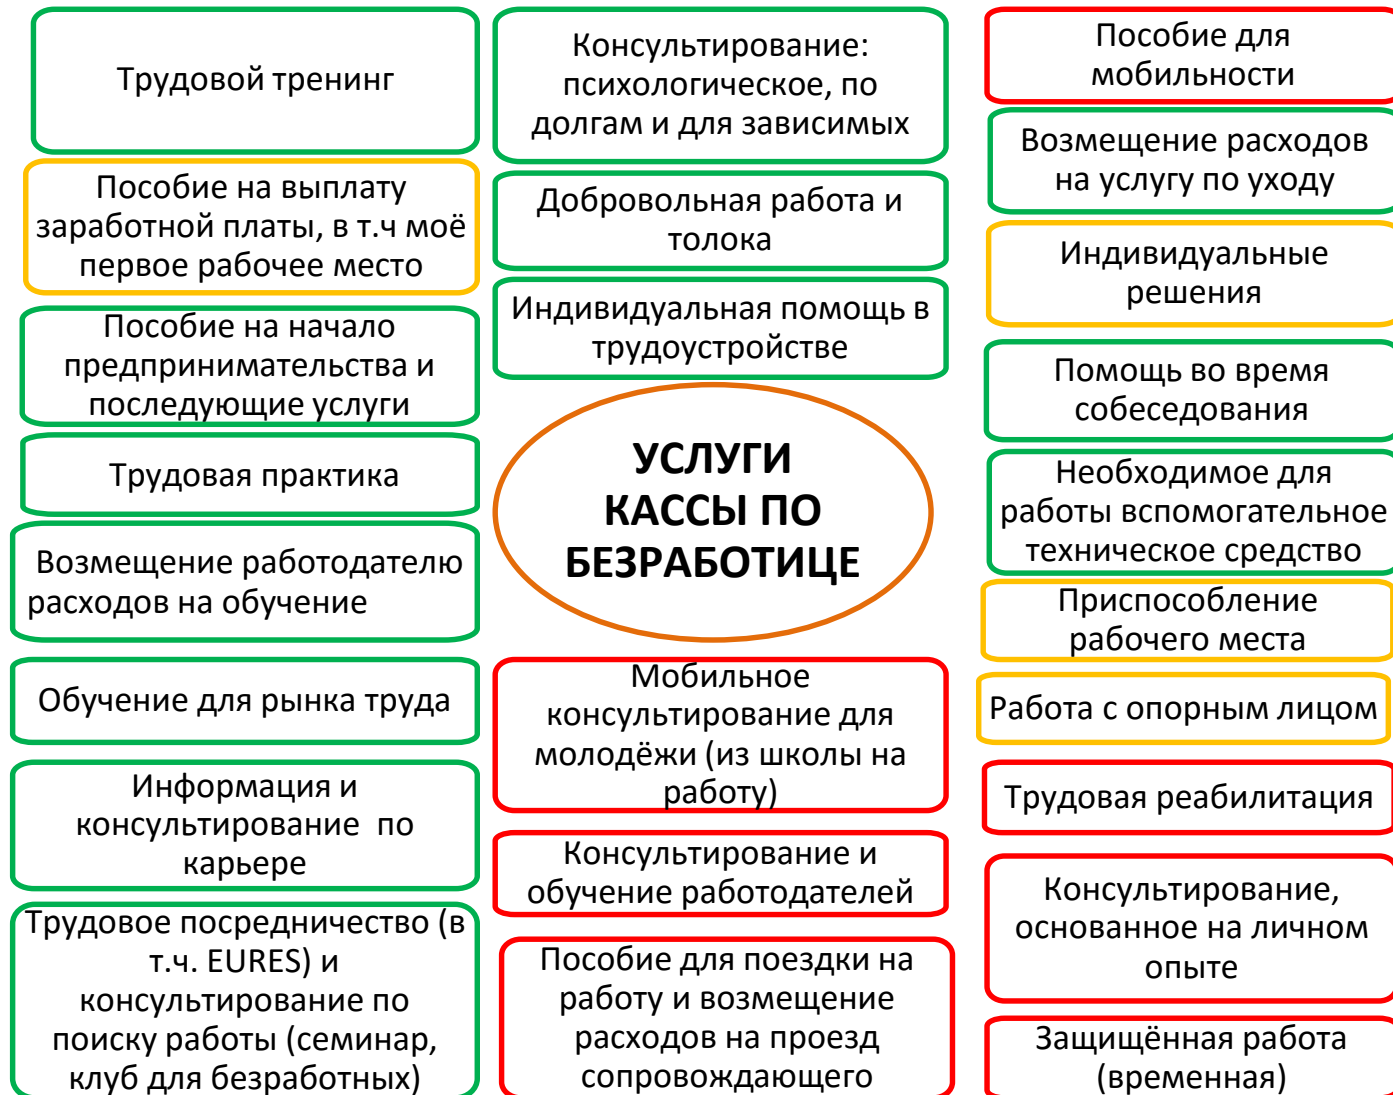 Трудовой тренинг
Пособие на выплату
заработной платы, в т.ч моё
первое рабочее место
Пособие на начало
предпринимательства и
последующие услуги
Трудовая практика
Возмещение работодателю
расходов на обучение
Обучение для рынка труда
Информация и
консультирование по
карьере
Трудовое посредничество (в
т.ч. EURES) и
консультирование по
поиску работы (семинар,
клуб для безработных)
Консультирование:
психологическое, по
долгам и для зависимых
Добровольная работа и
толока
Индивидуальная помощь в
трудоустройстве
УСЛУГИ
КАССЫ ПО
БЕЗРАБОТИЦЕ
Мобильное
консультирование для
молодёжи (из школы на
работу)
Консультирование и
обучение работодателей
Пособие для поездки на
работу и возмещение
расходов на проезд
сопровождающего
Пособие для
мобильности
Возмещение расходов
на услугу по уходу
Индивидуальные
решения
Помощь во время
собеседования
Необходимое для
работы вспомогательное
техническое средство
Приспособление
рабочего места
Работа с опорным лицом
Трудовая реабилитация
Консультирование,
основанное на личном
опыте
Защищённая работа
(временная)